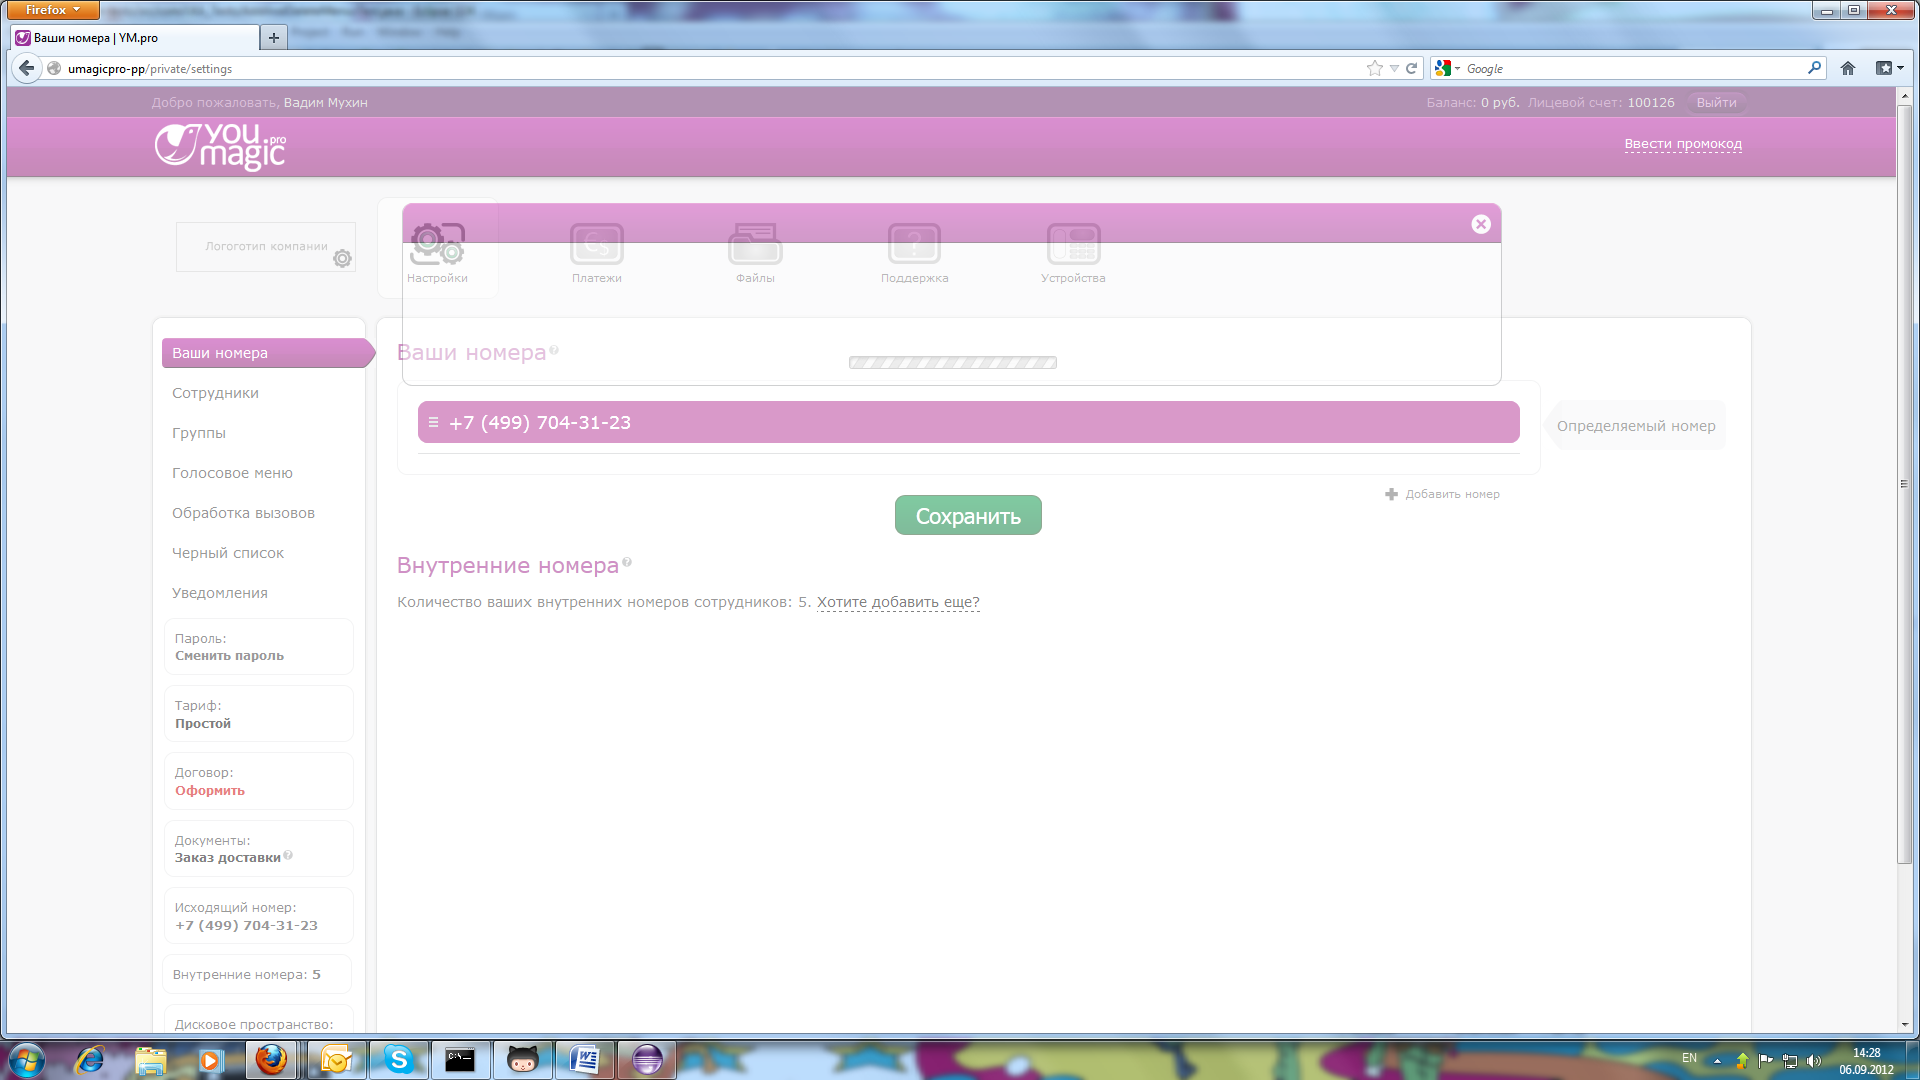 Firefox
Ваши номера | YM.pro
umagicpro-pp/private/settings
Google
Добро пожаловать, Вадим Мухин
Баланс: 0 руб. Лицевой счет: 100126 Выйти
you magic pro
Ввести промокод
Логоготип компании
Настройки
Платежи
Файлы
Поддержка
Устройства
Ваши номера
Сотрудники
Группы
Голосовое меню
Обработка вызовов
Черный список
Уведомления
Пароль:
Сменить пароль
Тариф:
Простой
Договор:
Оформить
Документы:
Заказ доставки
Исходящий номер:
+7 (499) 704-31-23
Внутренние номера: 5
Дисковое пространство:
Ваши номера
+7 (499) 704-31-23
Определяемый номер
Добавить номер
Сохранить
Внутренние номера
Количество ваших внутренних номеров сотрудников: 5. Хотите добавить еще?
C:\
EN
14:28
06.09.2012